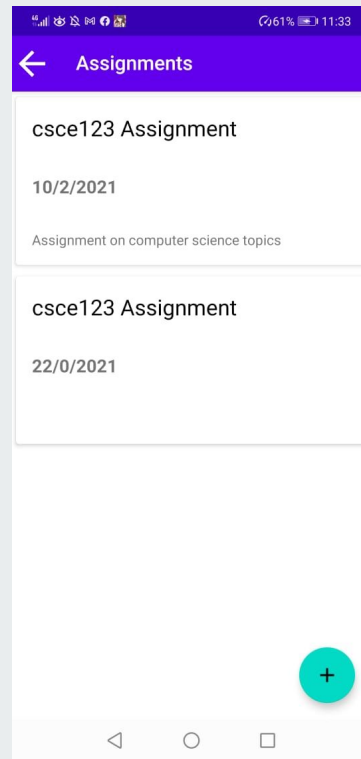 46 61% 11:33
Assignments
csce123 Assignment
10/2/2021
Assignment on computer science topics
csce123 Assignment
22/0/2021
+